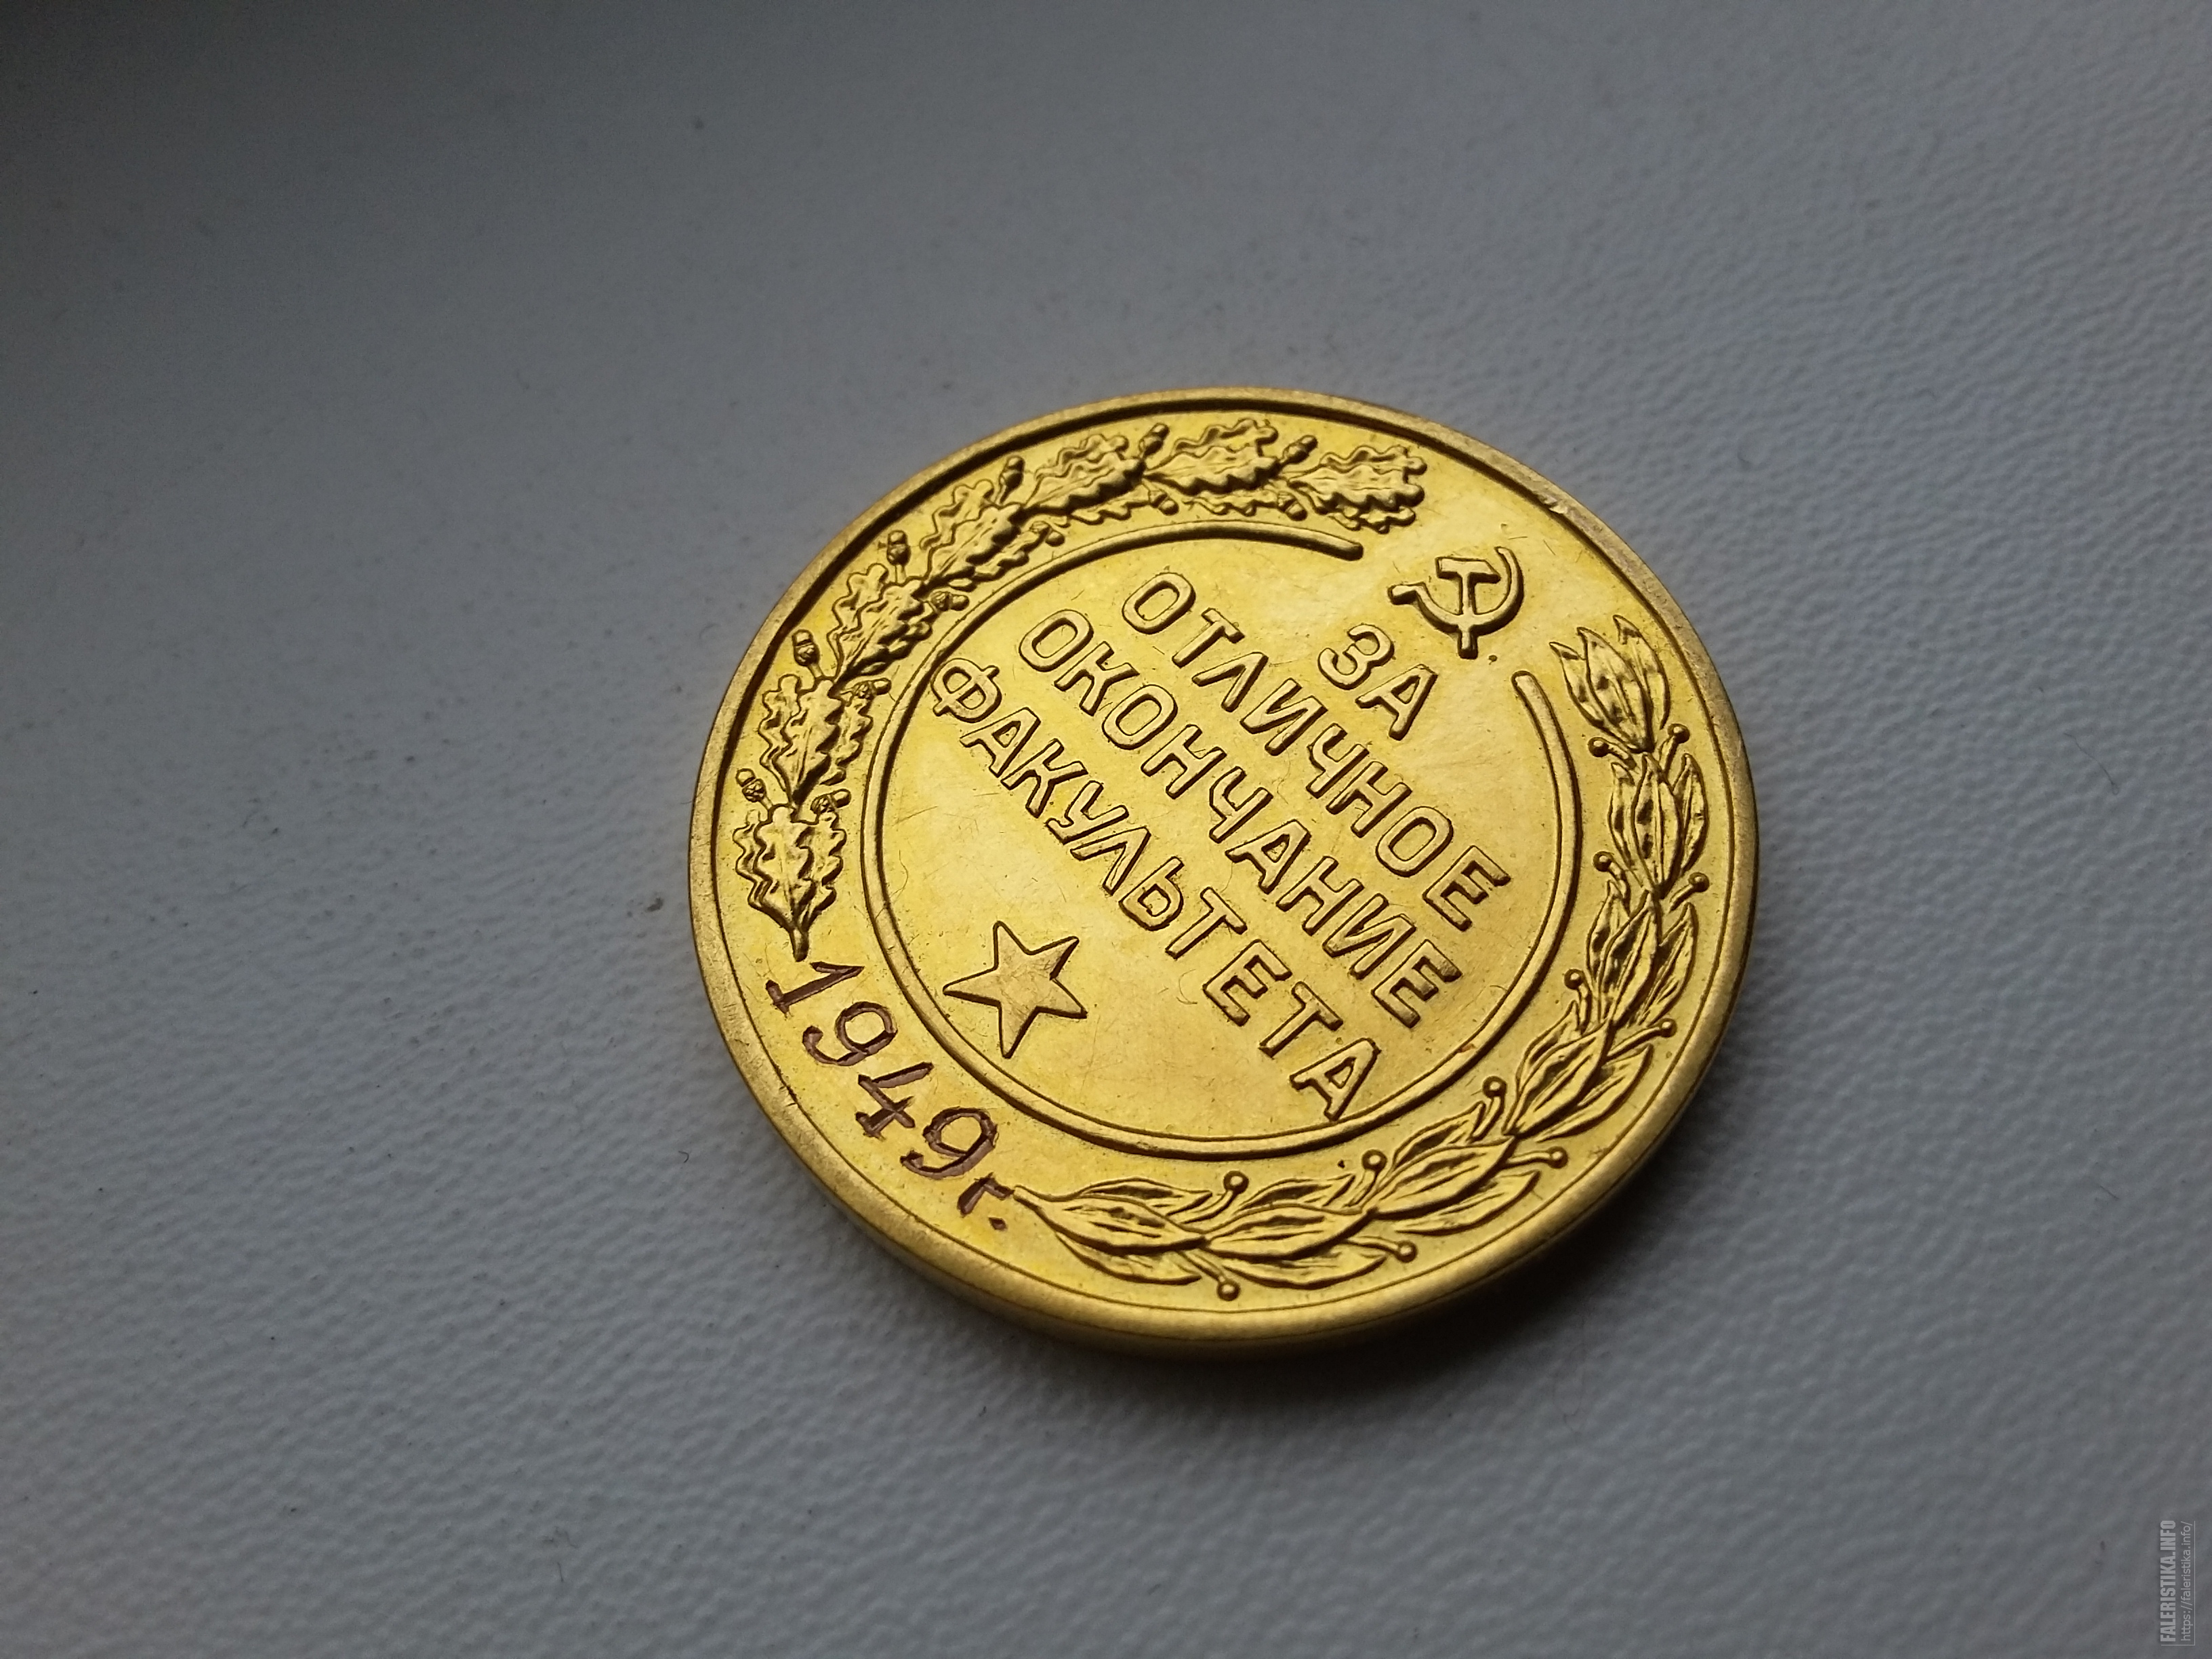 ЗА
ОТЛИЧНОЕ
ОКОНЧАНИЕ
ФАКУЛЬТЕТА
1949г.
FALERISTIKA.INFO
https://faleristika.info/